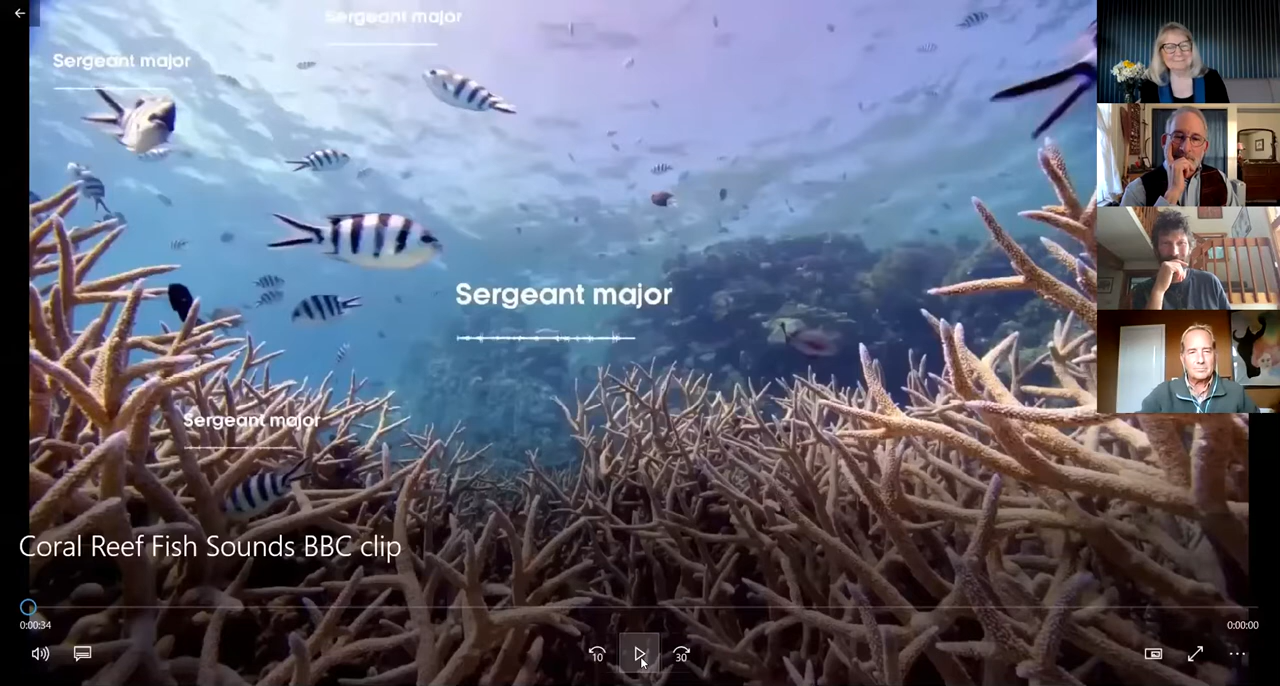 Sergeant major
Sergeant major
Sergeant major
Sergeant major
Coral Reef Fish Sounds BBC clip
0:00:34
0:00:00
10
30